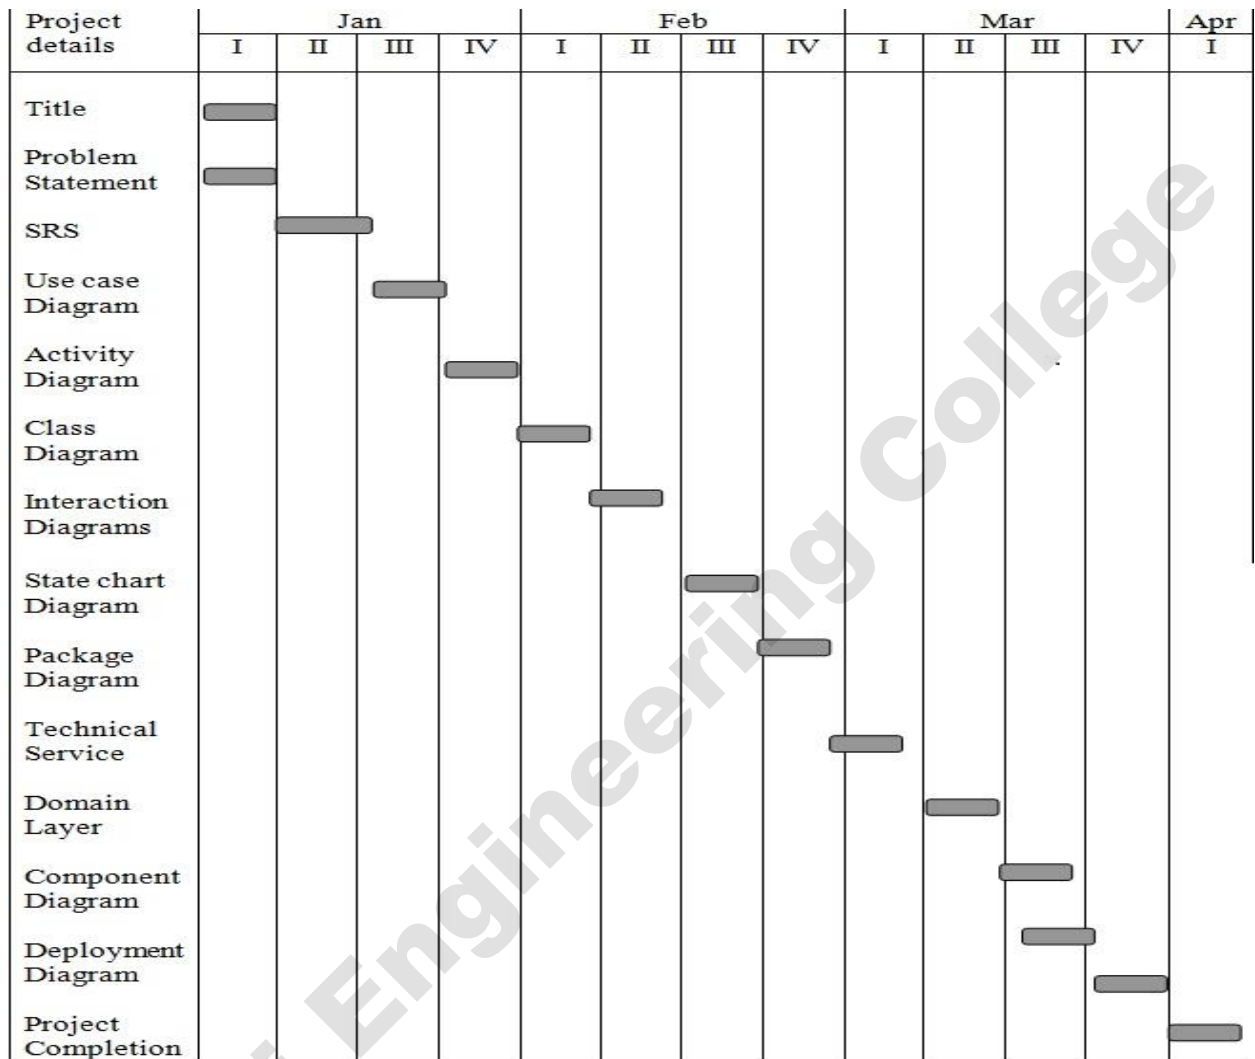 Project details
Jan Feb Mar Apr
I II III IV I II III IV I II III IV I
Title
Problem
Statement
SRS
Use case
Diagram
Activity
Diagram
Class
Diagram
Interaction
Diagrams
State chart
Diagram
Package
Diagram
Technical
Service
Domain
Layer
Component
Diagram
Deployment
Diagram
Project
Completion
Engineering College